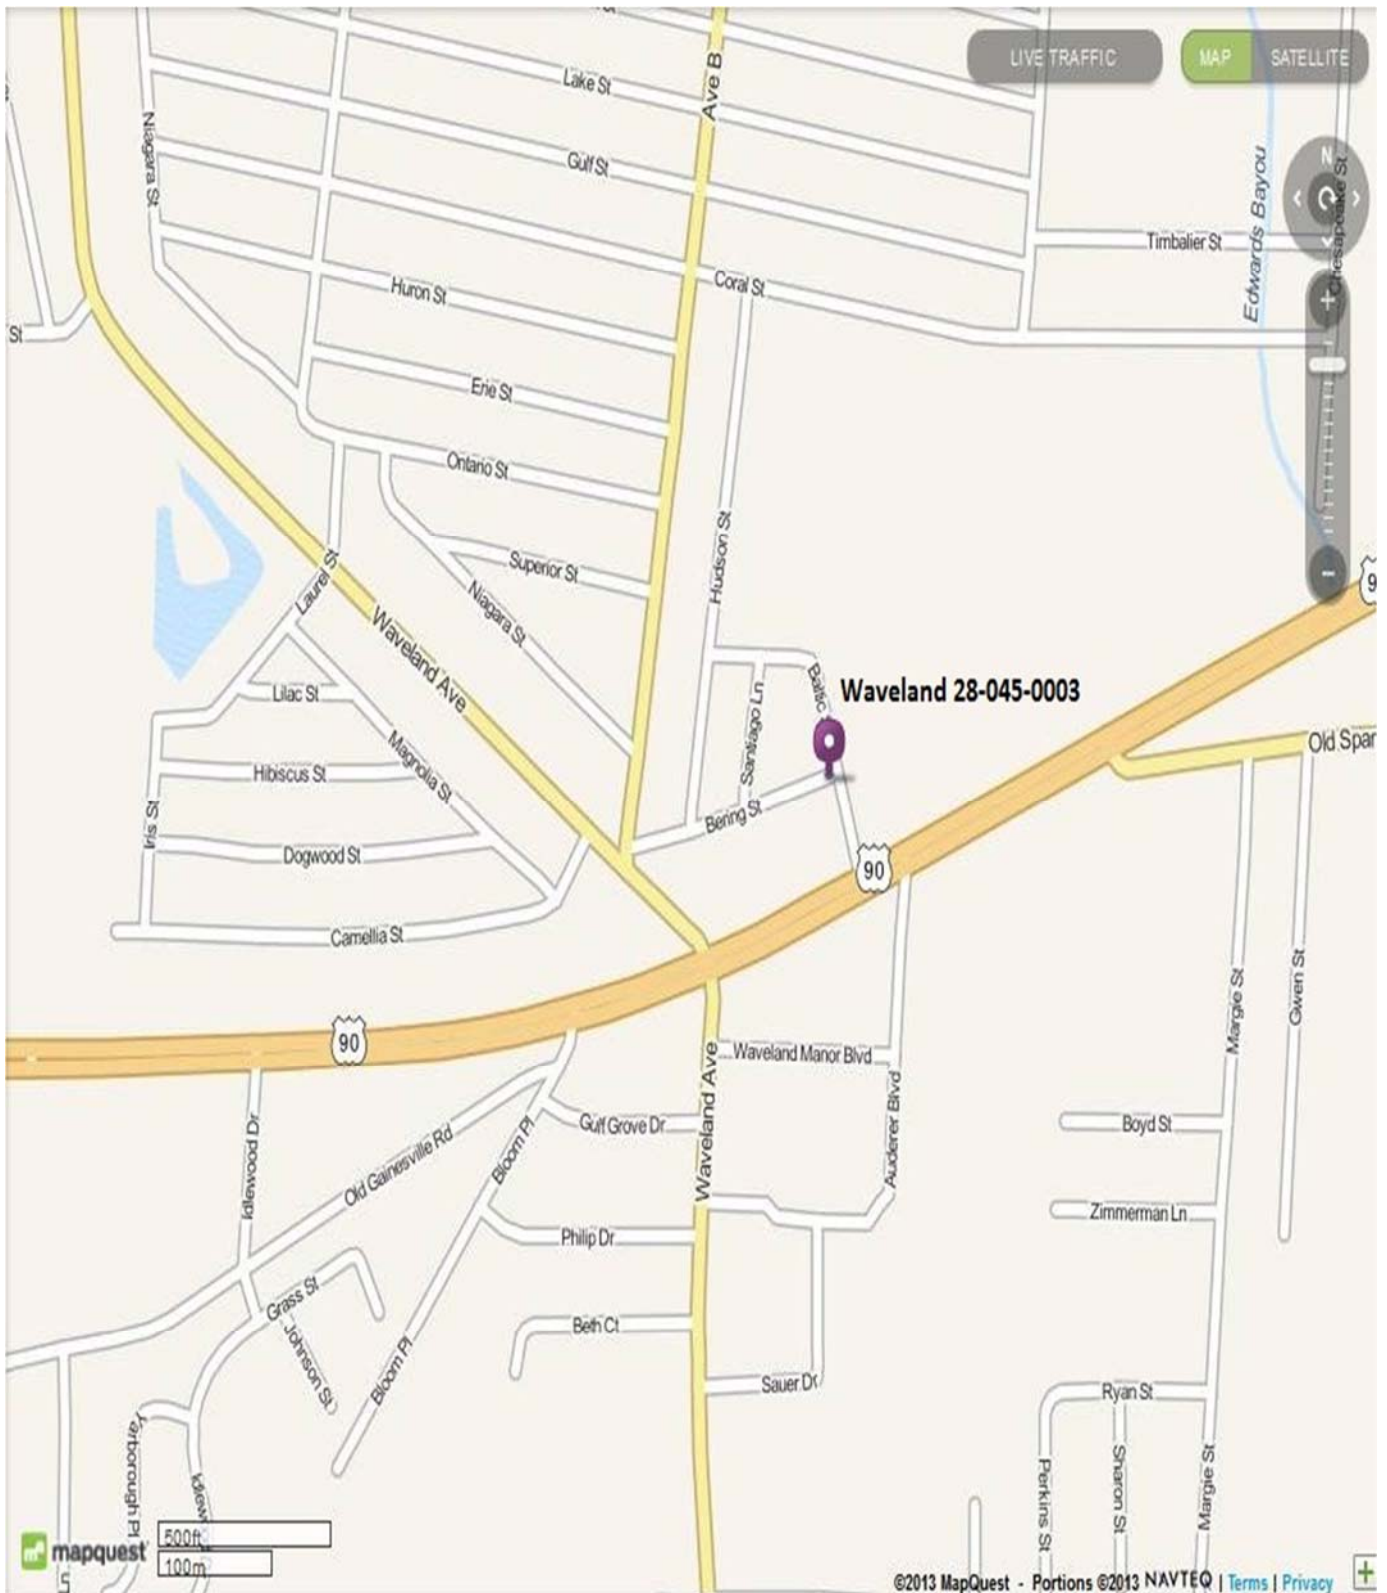 LIVE TRAFFIC
MAP
SATELLITE
Lake St
Ave B
Niagara St
Gulf St
N
Edwards Bayou
Chesapeake St
Timbalier St
Huron St
Coral St
St
Erie St
Ontario St
Hudson St
Superior St
Laurel St
Niagara St
Waveland Ave
Lilac St
Baltic
Santiago Ln
Waveland 28-045-0003
Old Spar
Hibiscus St
Magnolia St
Iris St
Bering St
Dogwood St
90
Camellia St
Margie St
Gwen St
90
Waveland Manor Blvd
Waveland Ave
Auderer Blvd
Gulf Grove Dr
Boyd St
Idlewood Dr
Old Gainesville Rd
Bloom Pl
Zimmerman Ln
Philip Dr
Grass St
Johnson St
Beth Ct
Bloom Pl
Sauer Dr
Ryan St
Yarborough Pl
Perkins St
Sharon St
Margie St
500ft
100m
mapquest
©2013 MapQuest - Portions ©2013 NAVTEQ | Terms | Privacy